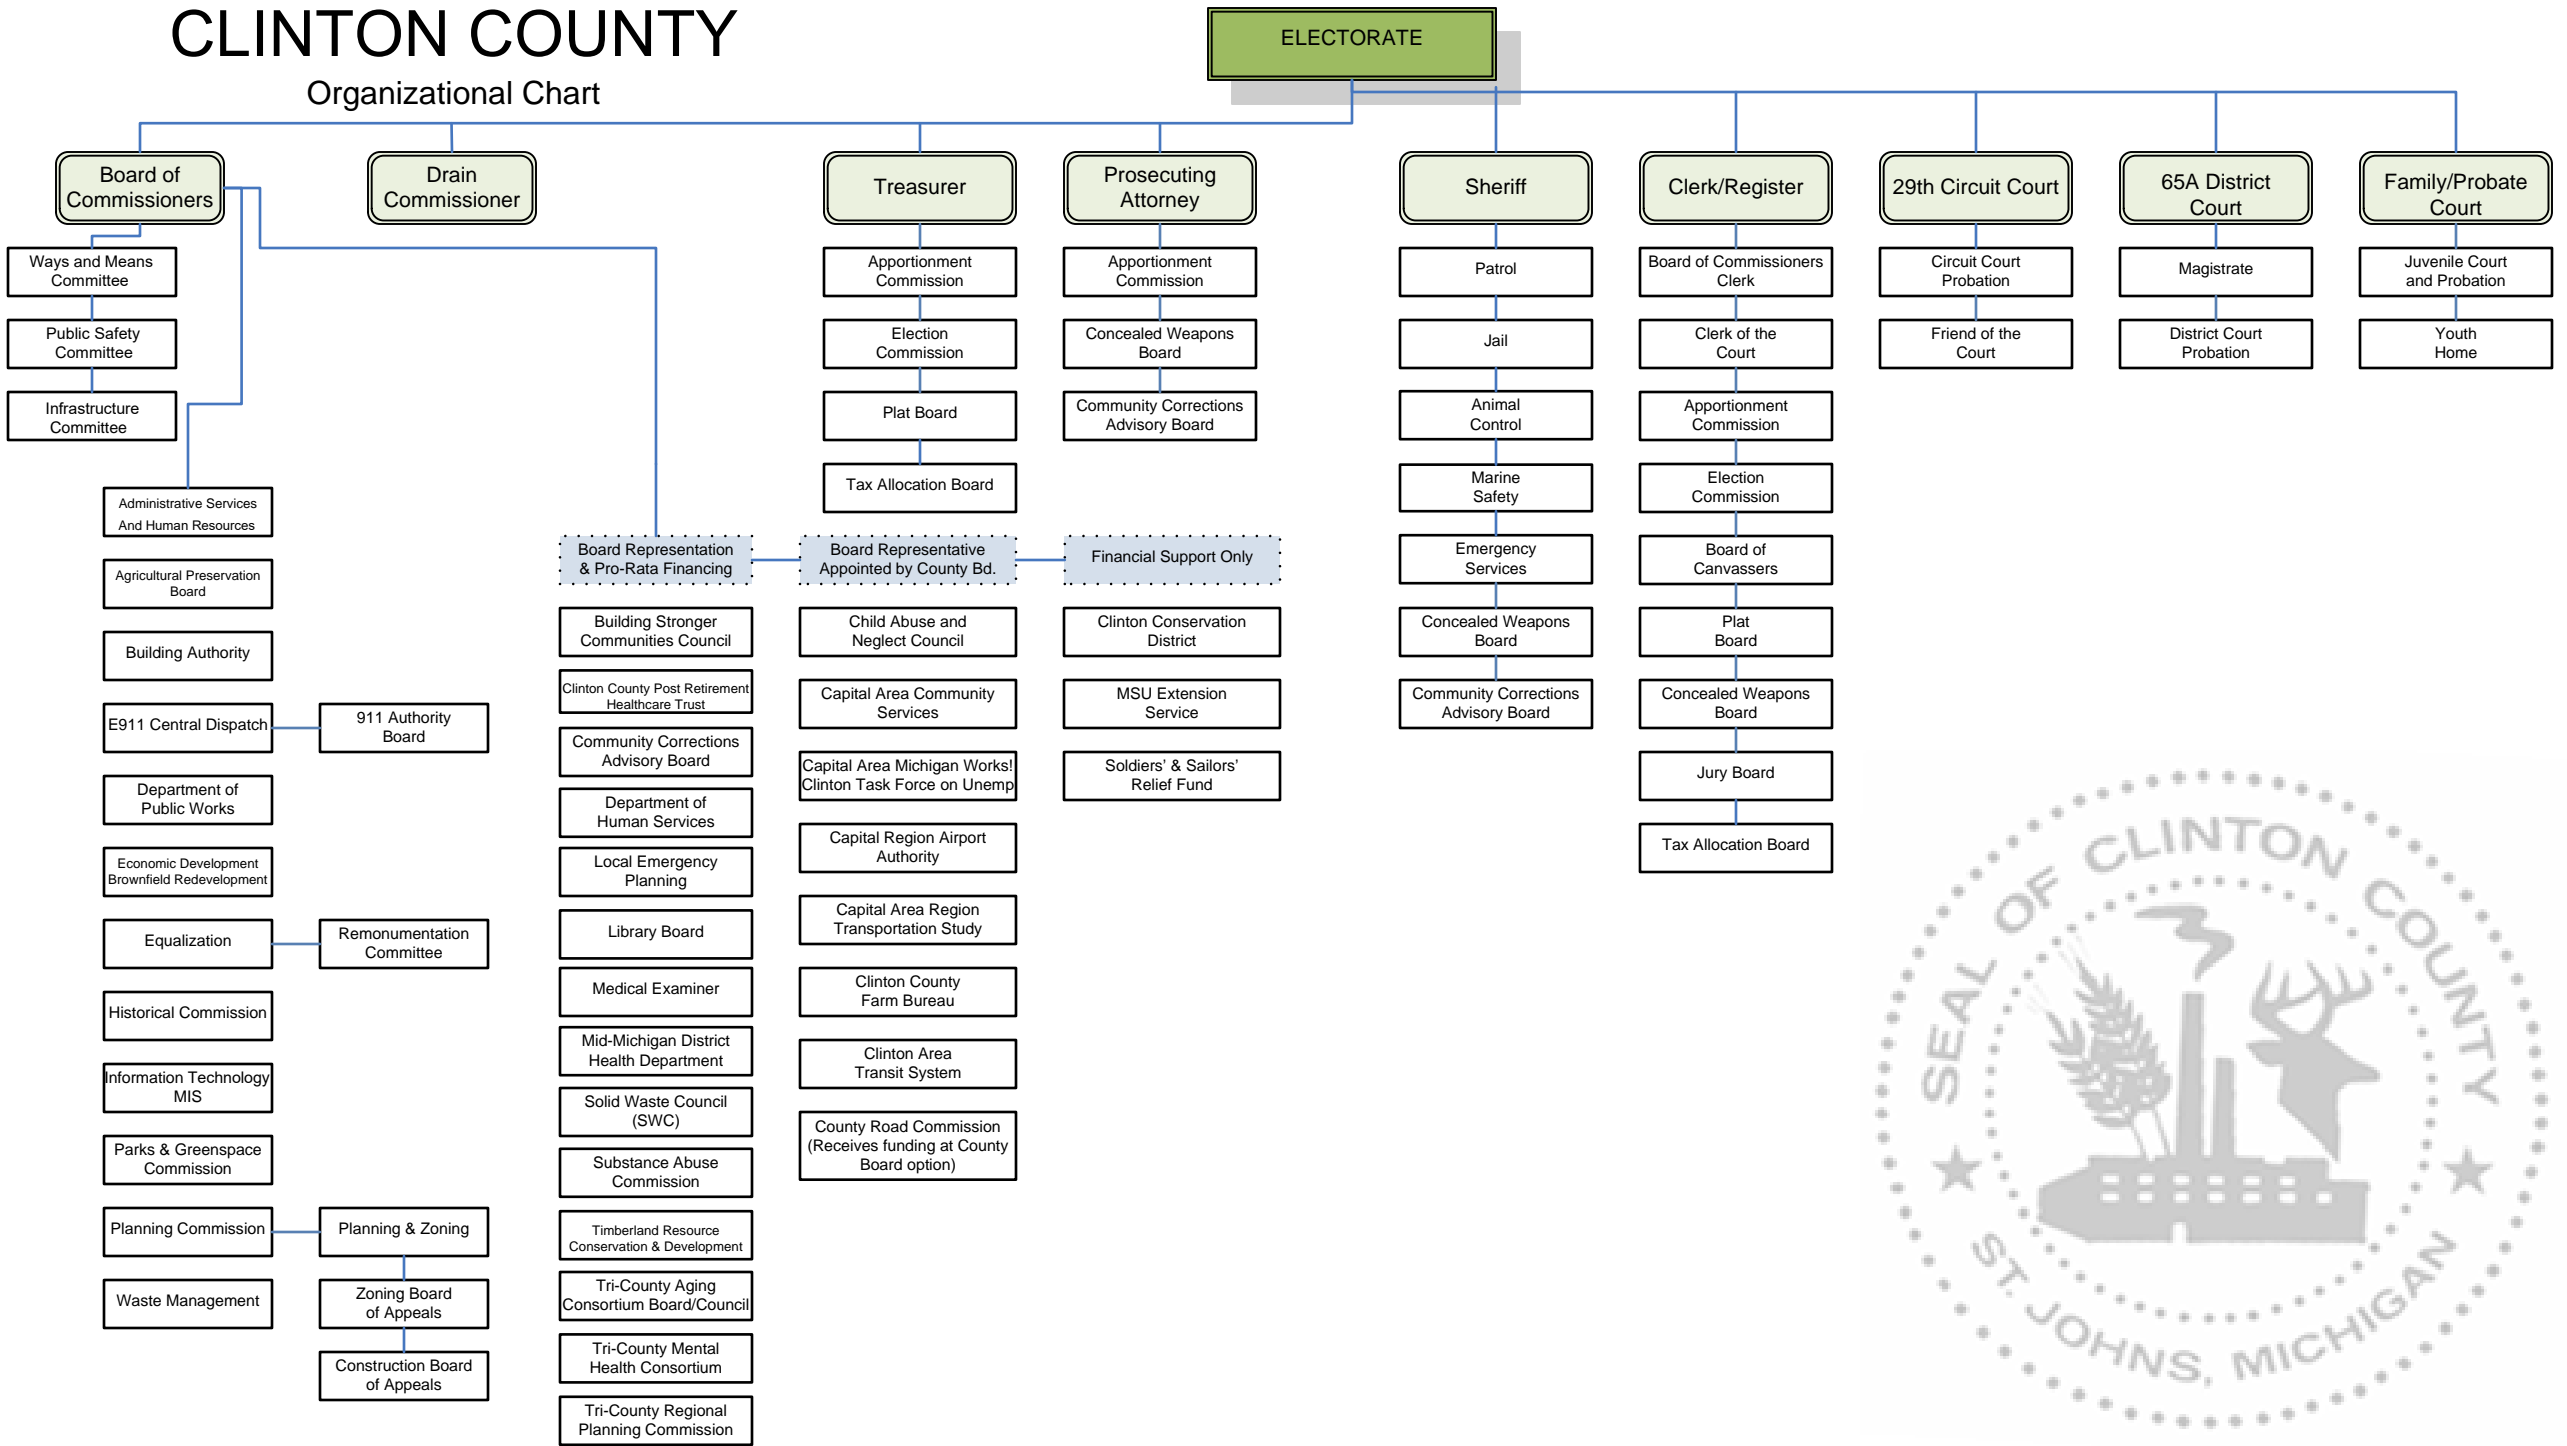 CLINTON COUNTY
Organizational Chart
ELECTORATE
Board of
Commissioners
Drain
Commissioner
Treasurer
Prosecuting
Attorney
Sheriff
Clerk/Register
29th Circuit Court
65A District
Court
Family/Probate
Court
Ways and Means
Committee
Public Safety
Committee
Infrastructure
Committee
Administrative Services
And Human Resources
Agricultural Preservation
Board
Building Authority
E911 Central Dispatch
911 Authority
Board
Department of
Public Works
Economic Development
Brownfield Redevelopment
Equalization
Remonumentation
Committee
Historical Commission
Information Technology
MIS
Parks & Greenspace
Commission
Planning Commission
Planning & Zoning
Waste Management
Zoning Board
of Appeals
Construction Board
of Appeals
Board Representation
& Pro-Rata Financing
Building Stronger
Communities Council
Clinton County Post Retirement
Healthcare Trust
Community Corrections
Advisory Board
Department of
Human Services
Local Emergency
Planning
Library Board
Medical Examiner
Mid-Michigan District
Health Department
Solid Waste Council
(SWC)
Substance Abuse
Commission
Timberland Resource
Conservation & Development
Tri-County Aging
Consortium Board/Council
Tri-County Mental
Health Consortium
Tri-County Regional
Planning Commission
Apportionment
Commission
Election
Commission
Plat Board
Tax Allocation Board
Board Representative
Appointed by County Bd.
Child Abuse and
Neglect Council
Capital Area Community
Services
Capital Area Michigan Works!
Clinton Task Force on Unemp
Capital Region Airport
Authority
Capital Area Region
Transportation Study
Clinton County
Farm Bureau
Clinton Area
Transit System
County Road Commission
(Receives funding at County
Board option)
Apportionment
Commission
Concealed Weapons
Board
Community Corrections
Advisory Board
Financial Support Only
Clinton Conservation
District
MSU Extension
Service
Soldiers' & Sailors'
Relief Fund
Patrol
Jail
Animal
Control
Marine
Safety
Emergency
Services
Concealed Weapons
Board
Community Corrections
Advisory Board
Board of Commissioners
Clerk
Clerk of the
Court
Apportionment
Commission
Election
Commission
Board of
Canvassers
Plat
Board
Concealed Weapons
Board
Jury Board
Tax Allocation Board
Circuit Court
Probation
Friend of the
Court
Magistrate
District Court
Probation
Juvenile Court
and Probation
Youth
Home
SEAL OF CLINTON COUNTY
ST. JOHNS, MICHIGAN